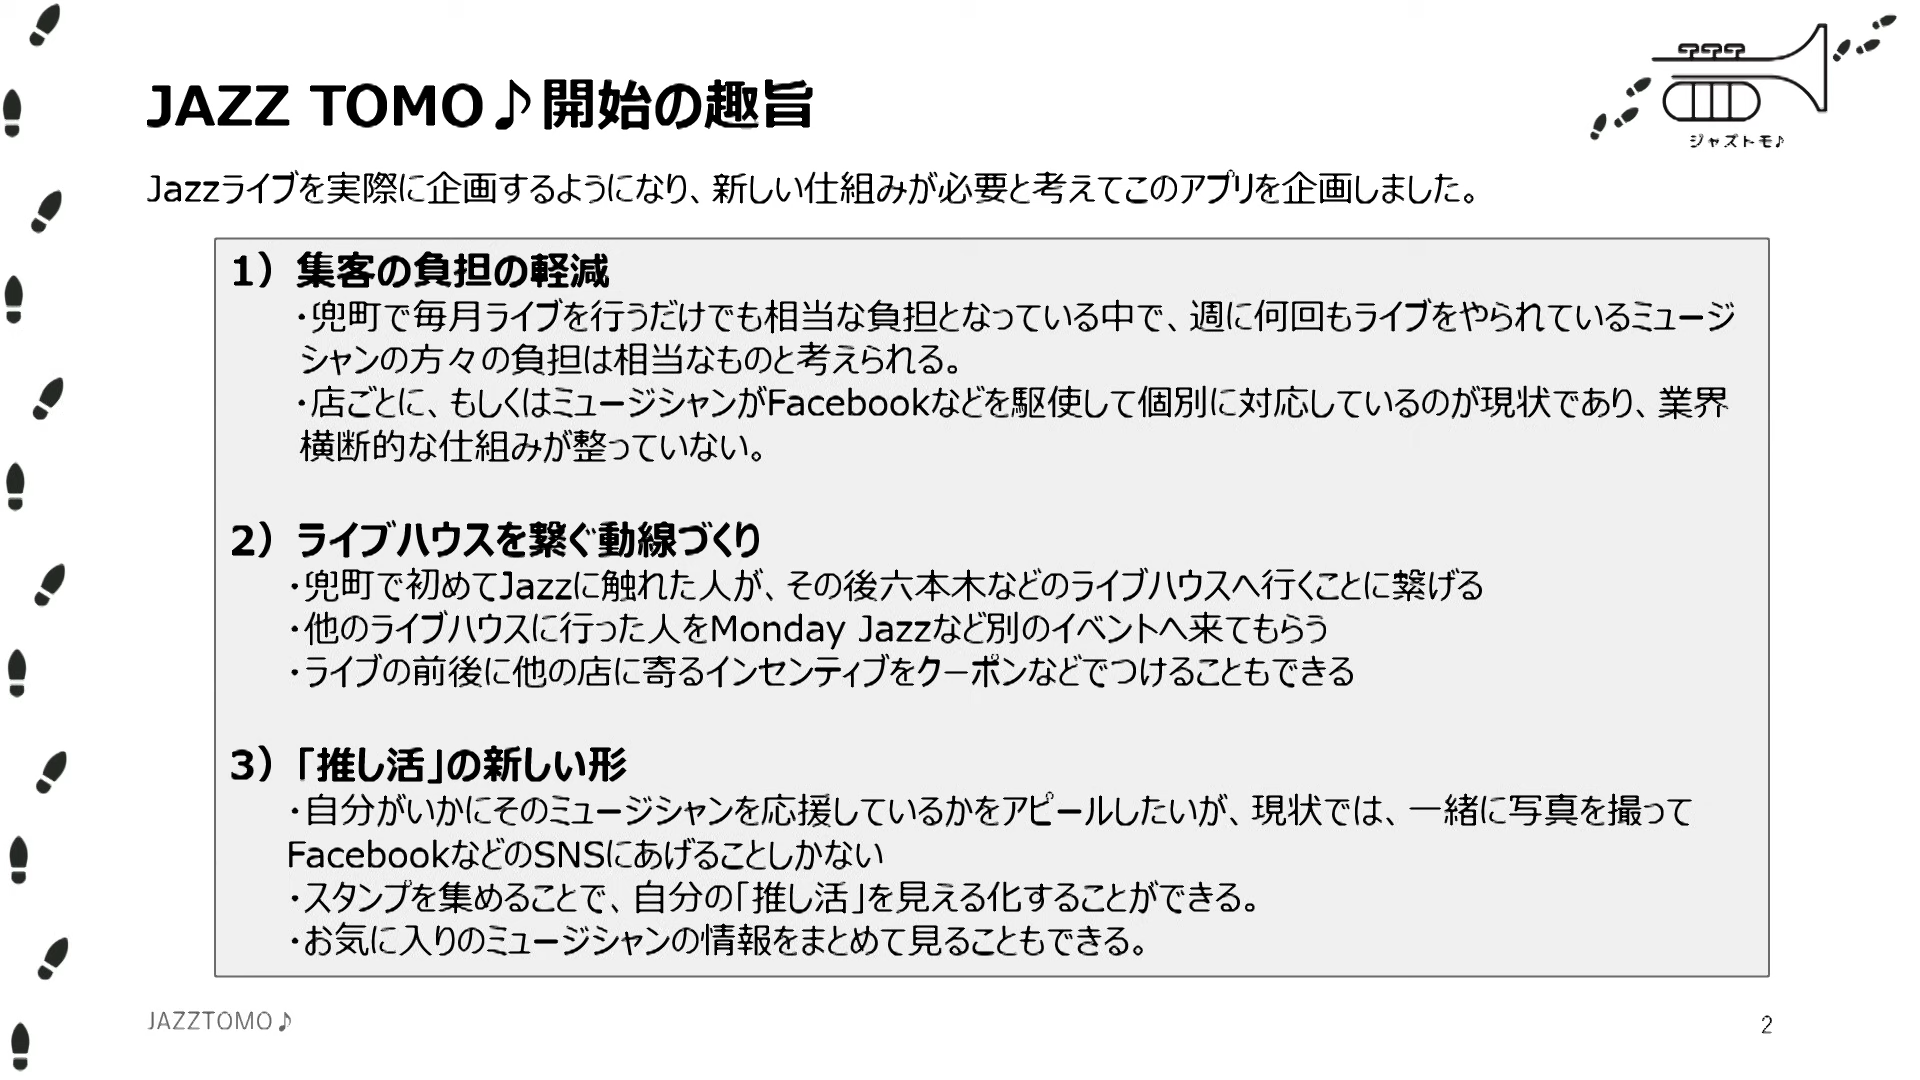 JAZZ TOMO♪開始の趣旨
ジャズトモ♪
Jazzライブを実際に企画するようになり、新しい仕組みが必要と考えてこのアプリを企画しました。
1）集客の負担の軽減
・兜町で毎月ライブを行うだけでも相当な負担となっている中で、週に何回もライブをやられているミュージ
シャンの方々の負担は相当なものと考えられる。
・店ごとに、もしくはミュージシャンがFacebookなどを駆使して個別に対応しているのが現状であり、業界
横断的な仕組みが整っていない。
2）ライブハウスを繋ぐ動線づくり
・兜町で初めてJazzに触れた人が、その後六本木などのライブハウスへ行くことに繋げる
・他のライブハウスに行った人をMonday Jazzなど別のイベントへ来てもらう
・ライブの前後に他の店に寄るインセンティブをクーポンなどでつけることもできる
3）「推し活」の新しい形
・自分がいかにそのミュージシャンを応援しているかをアピールしたいが、現状では、一緒に写真を撮って
FacebookなどのSNSにあげることしかない
・スタンプを集めることで、自分の「推し活」を見える化することができる。
・お気に入りのミュージシャンの情報をまとめて見ることもできる。
JAZZTOMO♪
2